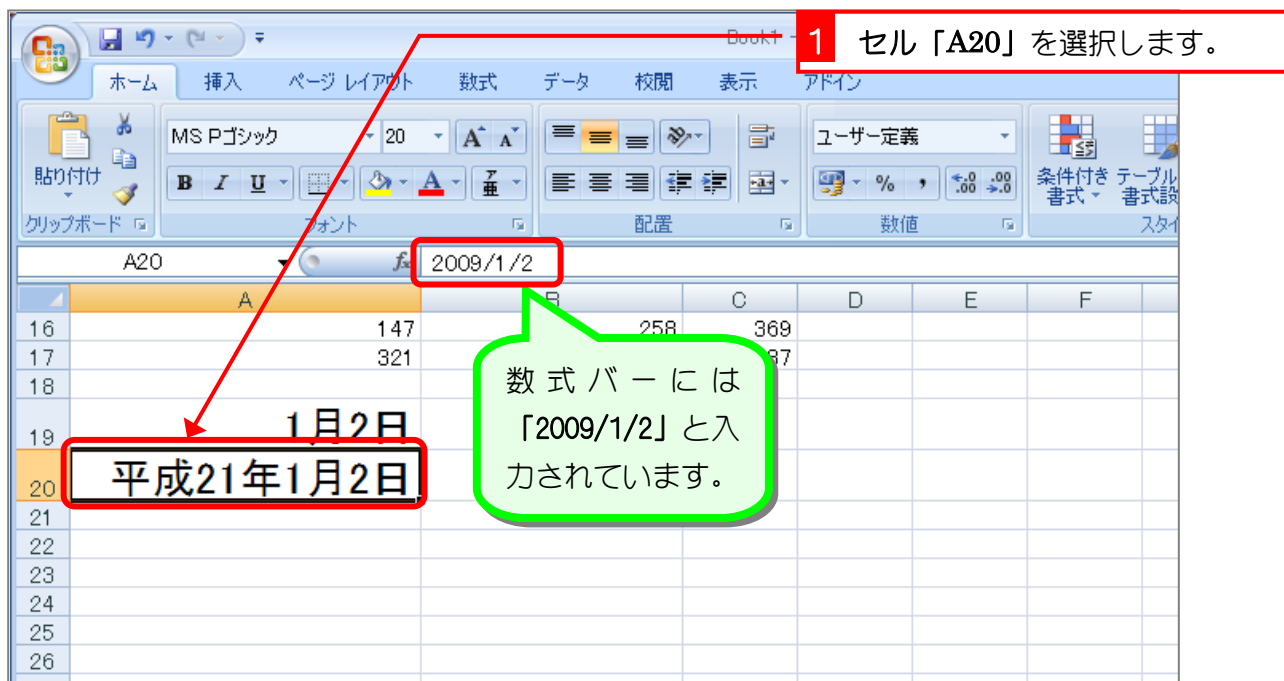 Book1 -
1 セル「A20」を選択します。
ホーム 挿入 ページ レイアウト 数式 データ 校閲 表示 アドイン
MS Pゴシック 20 A A ユーザー定義
貼り付け B I U A 亜 % , .0 .00 .00 .0 条件付き書式 テーブル
書式設
クリップボード フォント 配置 数値 スタイ
A20 fx 2009/1/2
A B C D E F
16 147 258 369
17 321 87
18
19 1月2日
20 平成21年1月2日
数式バーには
「2009/1/2」と入
力されています。
21
22
23
24
25
26